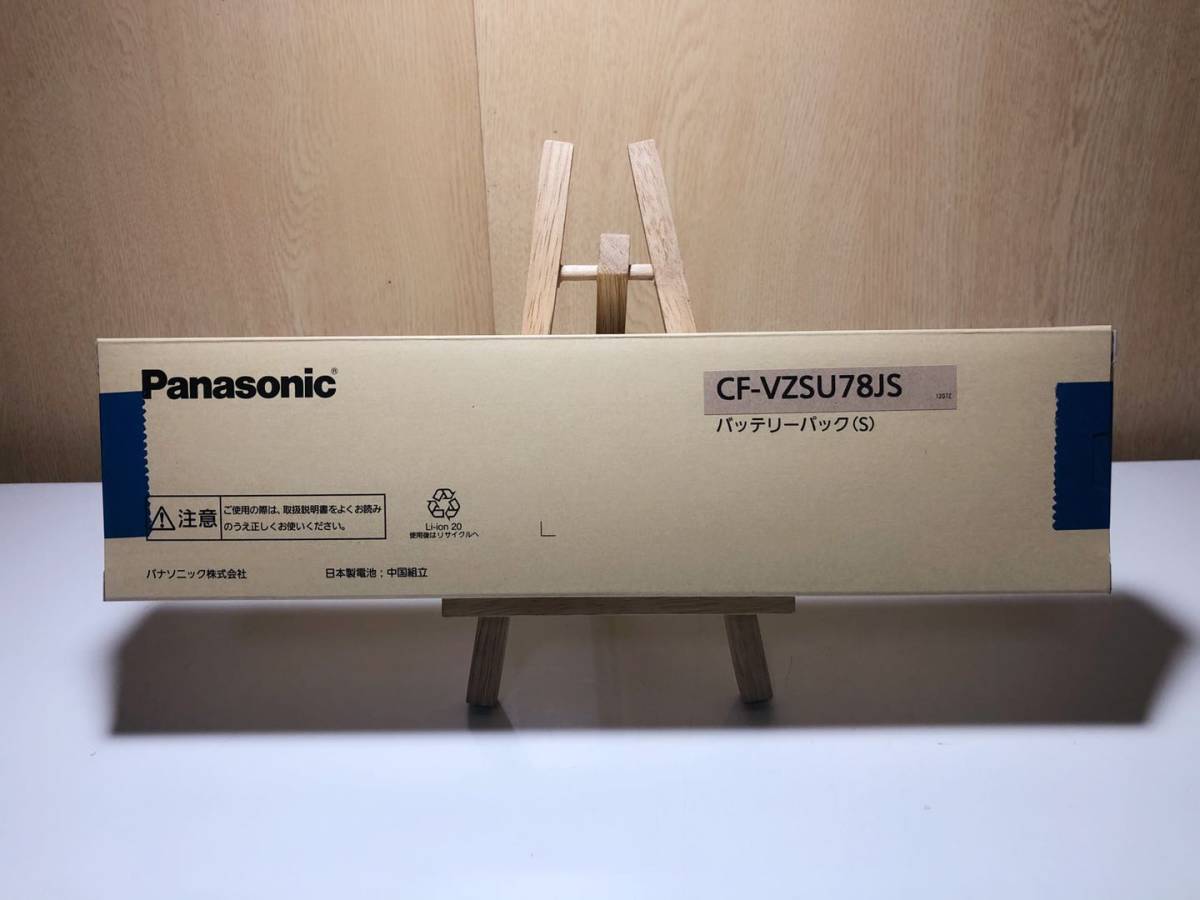 Panasonic®
CF-VZSU78JS
バッテリーパック(S)
注意
ご使用の際は、取扱説明書をよくお読み
のうえ正しくお使いください。
Li-ion 20
使用後はリサイクルへ
パナソニック株式会社
日本製電池;中国組立